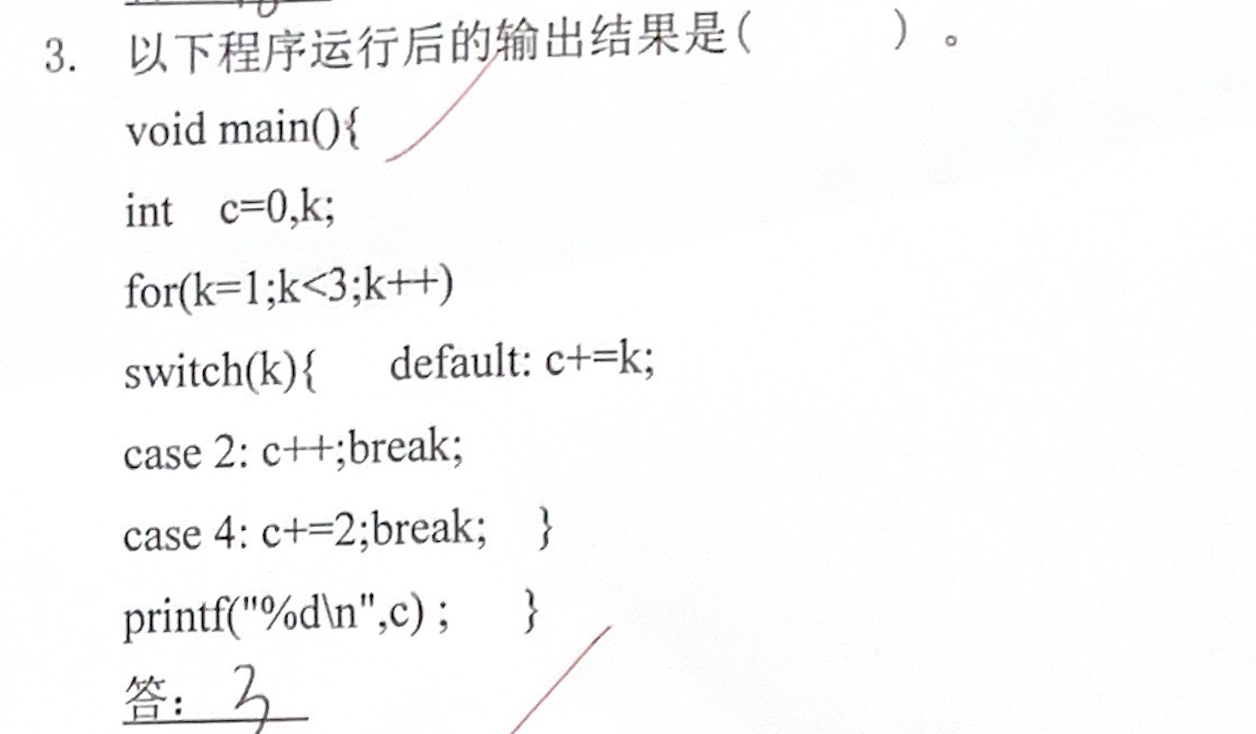 3. 以下程序运行后的输出结果是( )。
void main(){
int c=0,k;
for(k=1;k<3;k++)
switch(k){ default: c+=k;
case 2: c++;break;
case 4: c+=2;break; }
printf("%d\n",c) ; }
答: 3